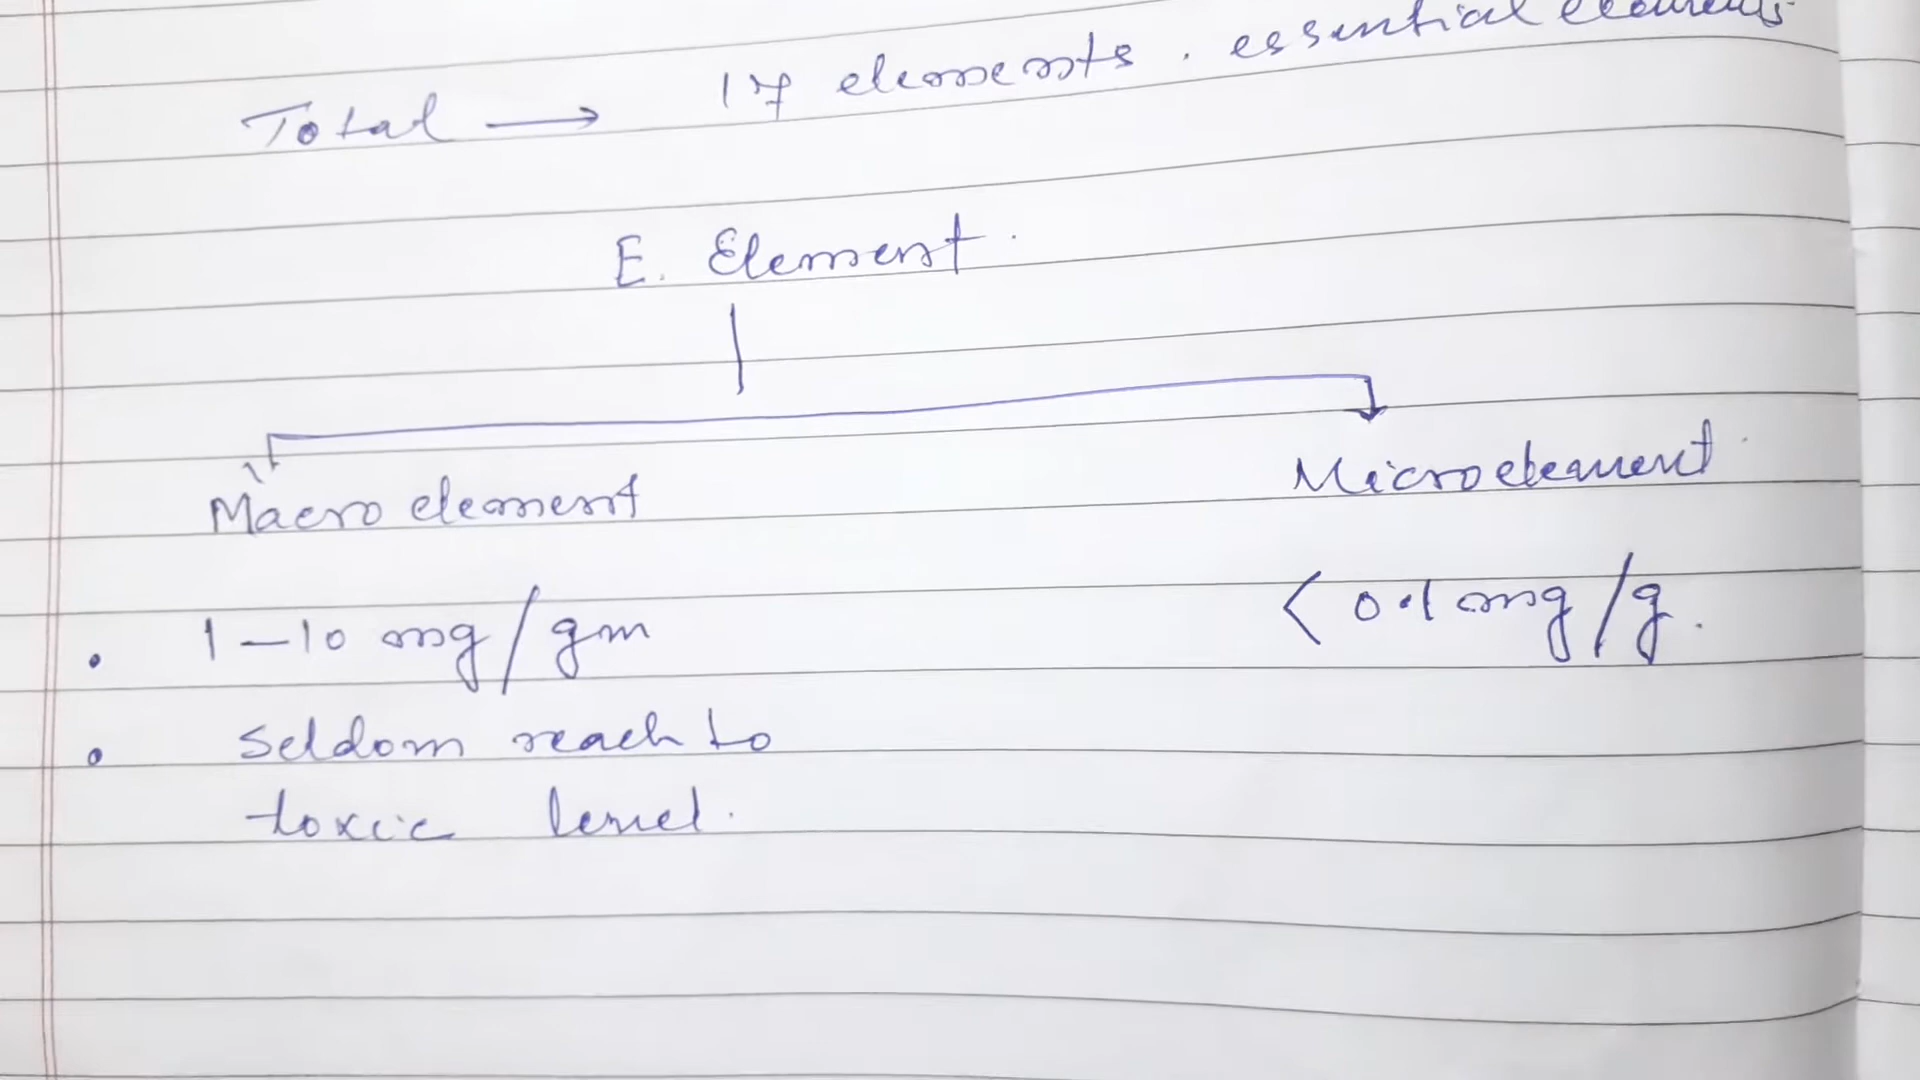 Total → 17 elements. essential elements
E. Element.
Macro element
Microelement.
• 1-10 mg/gm
< 0.1 mg/g.
• seldom reach to
toxic level.